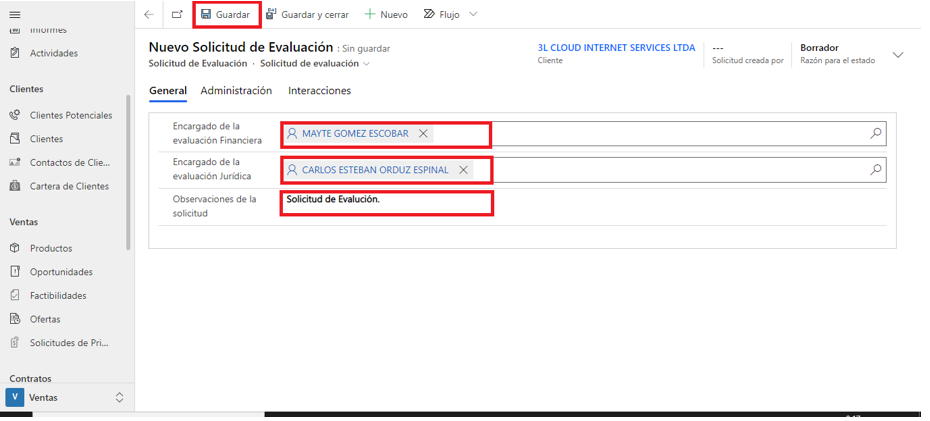 Informes
Actividades
Clientes
Clientes Potenciales
Clientes
Contactos de Clie...
Cartera de Clientes
Ventas
Productos
Oportunidades
Factibilidades
Ofertas
Solicitudes de Pri...
Contratos
V Ventas
Guardar Guardar y cerrar Nuevo Flujo
Nuevo Solicitud de Evaluación : Sin guardar
Solicitud de Evaluación · Solicitud de evaluación
3L CLOUD INTERNET SERVICES LTDA
Cliente
---
Solicitud creada por
Borrador
Razón para el estado
General Administración Interacciones
Encargado de la
evaluación Financiera
MAYTE GOMEZ ESCOBAR
Encargado de la
evaluación Jurídica
CARLOS ESTEBAN ORDUZ ESPINAL
Observaciones de la
solicitud
Solicitud de Evalución.